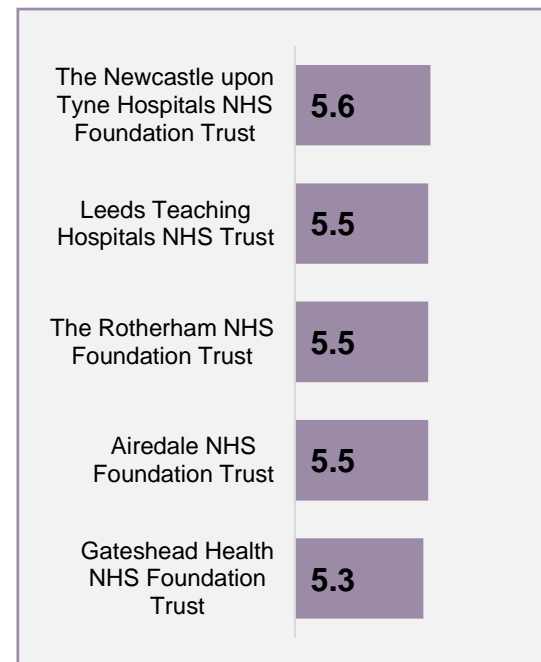 The Newcastle upon
Tyne Hospitals NHS
Foundation Trust
5.6
Leeds Teaching
Hospitals NHS Trust
5.5
The Rotherham NHS
Foundation Trust
5.5
Airedale NHS
Foundation Trust
5.5
Gateshead Health
NHS Foundation
Trust
5.3